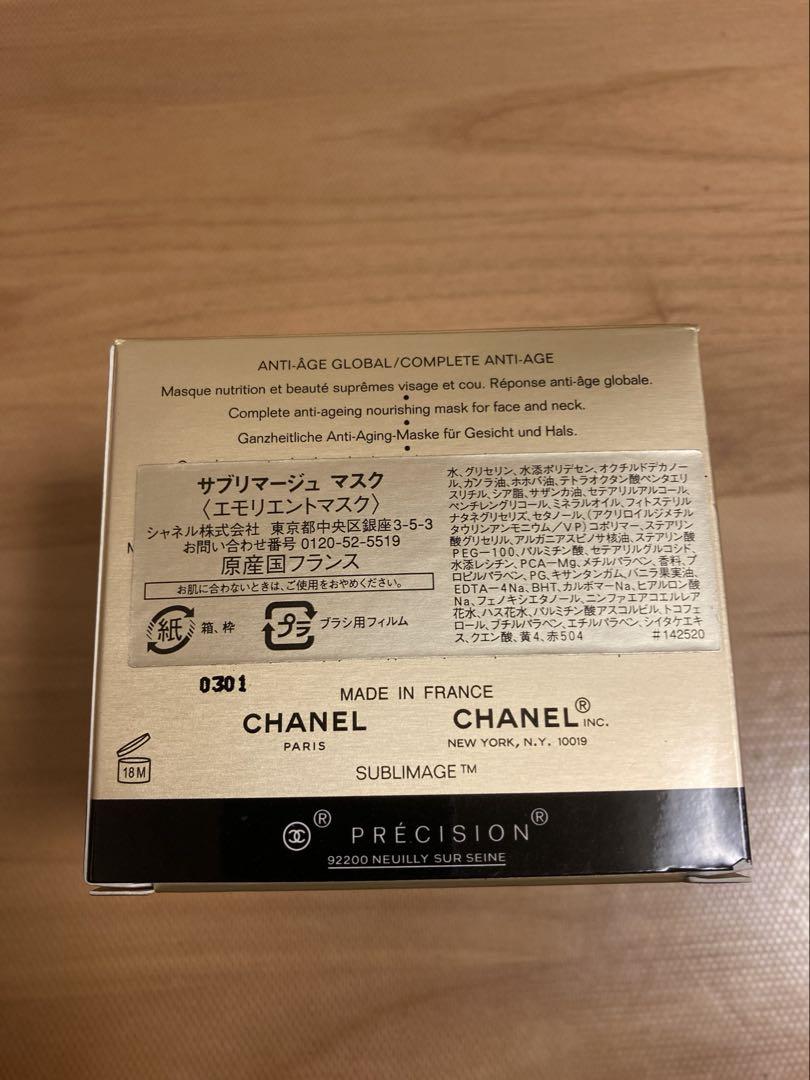 ANTI-ÂGE GLOBAL/COMPLETE ANTI-AGE
Masque nutrition et beauté suprêmes visage et cou. Réponse anti-âge globale.
•
Complete anti-ageing nourishing mask for face and neck.
•
Ganzheitliche Anti-Aging-Maske für Gesicht und Hals.
•
サブリマージュ マスク
〈エモリエントマスク〉
シャネル株式会社 東京都中央区銀座3-5-3
お問い合わせ番号 0120-52-5519
原産国フランス
お肌に合わないときは、ご使用をおやめください。
紙 箱、枠
プラ プラシ用フィルム
水、グリセリン、水添ポリデセン、オクチルドデカノー
ル、カンラ油、ホホバ油、テトラオクタン酸ペンタエリ
スリチル、シア脂、サザンカ油、セテアリルアルコール、
ペンチレングリコール、ミネラルオイル、フィトステリル
ナタネグリセリズ、セタノール、(アクリロイルジメチル
タウリンアンモニウム/VP)コポリマー、ステアリン
酸グリセリル、アルガニアスピノサ核油、ステアリン酸
PEG-100、パルミチン酸、セテアリルグルコシド、
水添レシチン、PCA-Mg、メチルパラベン、香料、プ
ロピルパラベン、PG、キサンタンガム、バニラ果実油、
EDTA-4Na、BHT、カルボマーNa、ヒアルロン酸
Na、フェノキシエタノール、ニンファエアコエルレア
花水、ハス花水、パルミチン酸アスコルビル、トコフェ
ロール、ブチルパラベン、エチルパラベン、シイタケエキ
ス、クエン酸、黄4、赤504 #142520
0301
MADE IN FRANCE
CHANEL
PARIS
CHANEL® INC.
NEW YORK, N.Y. 10019
18M
SUBLIMAGE™
® PRÉCISION®
92200 NEUILLY SUR SEINE